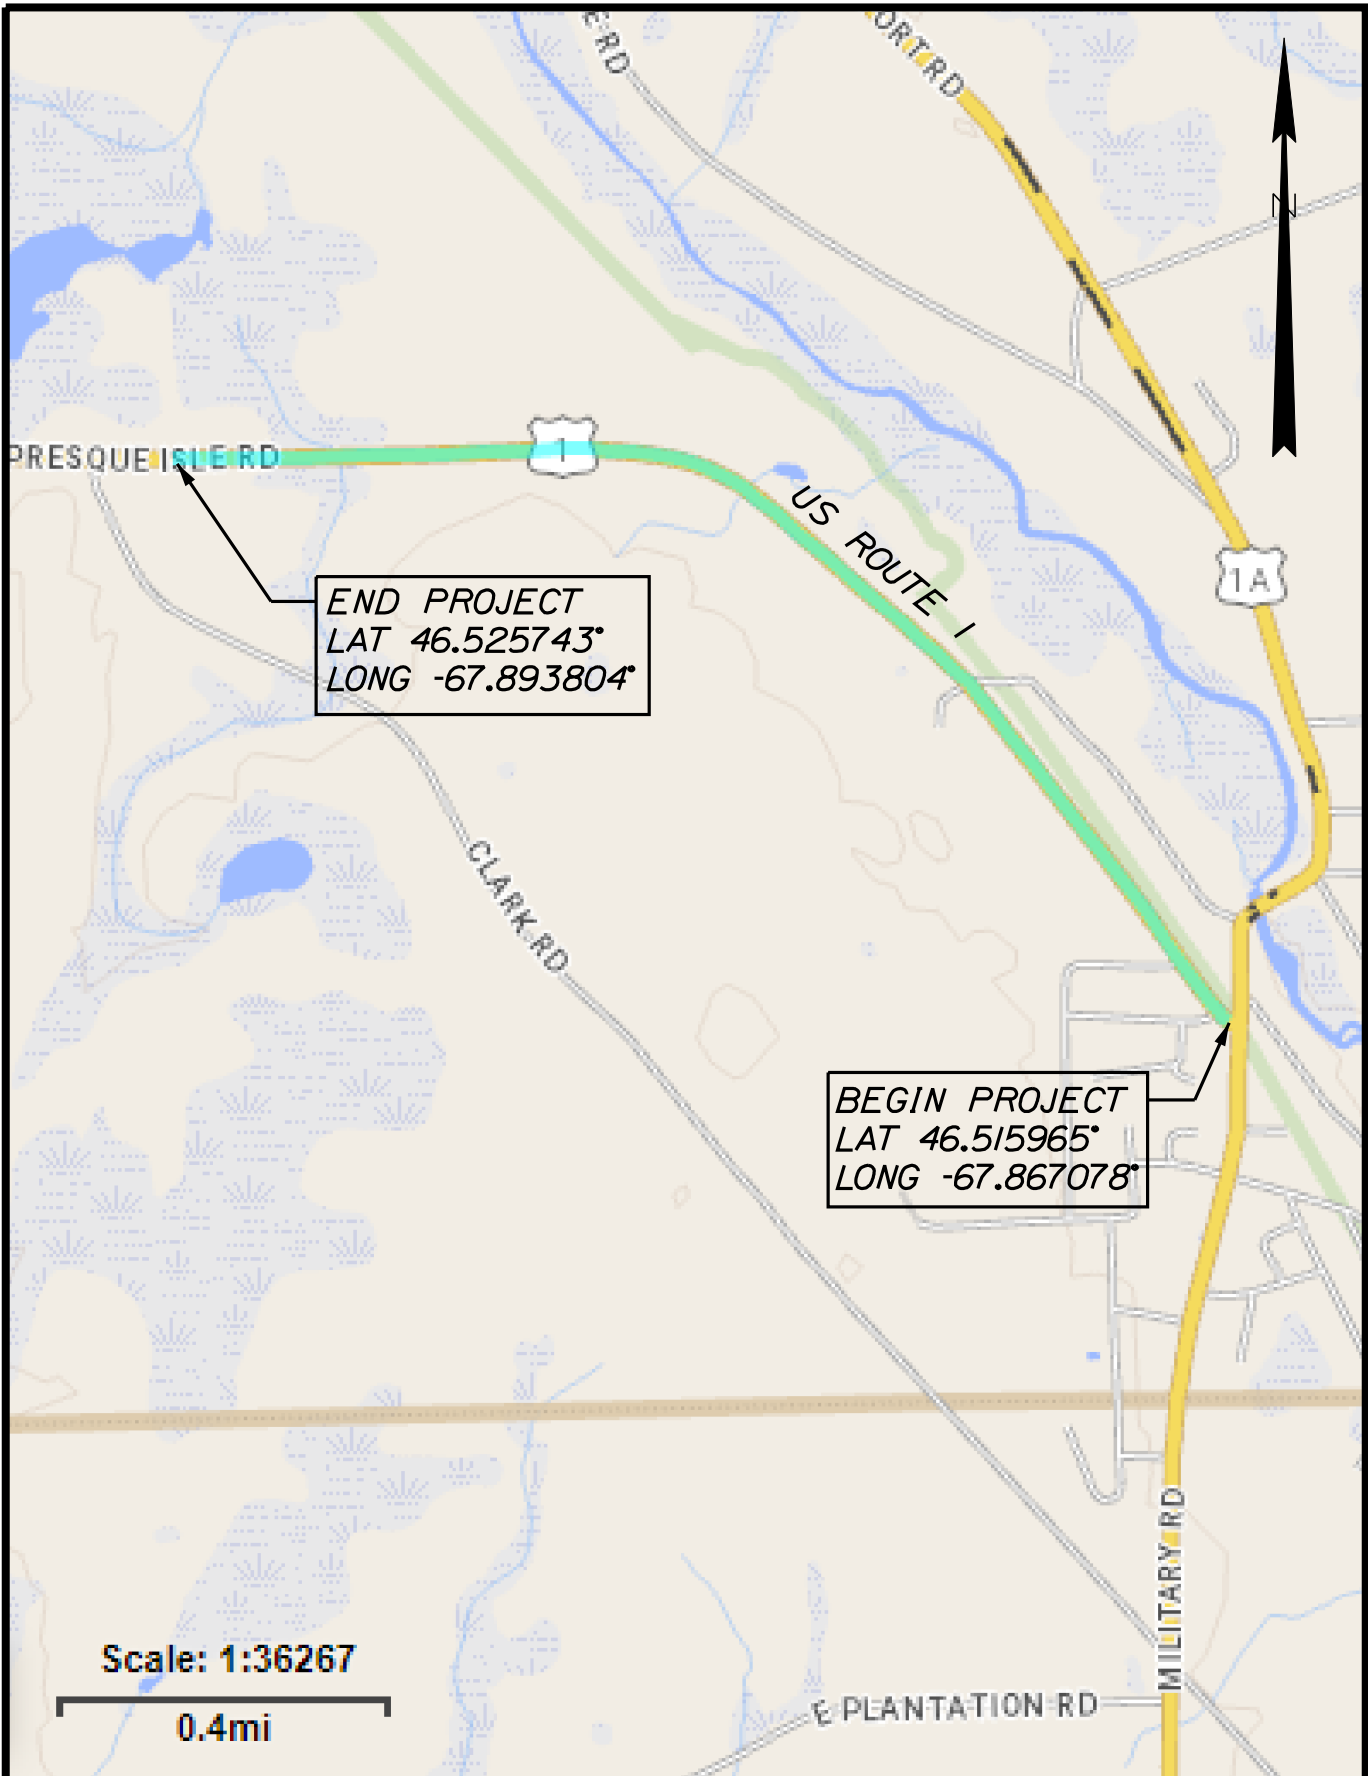 E RD
ORT RD
N
PRESQUE ISLE RD
1
US ROUTE 1
1A
END PROJECT
LAT 46.525743°
LONG -67.893804°
CLARK RD
BEGIN PROJECT
LAT 46.515965°
LONG -67.867078°
MILITARY RD
Scale: 1:36267
0.4mi
E PLANTATION RD